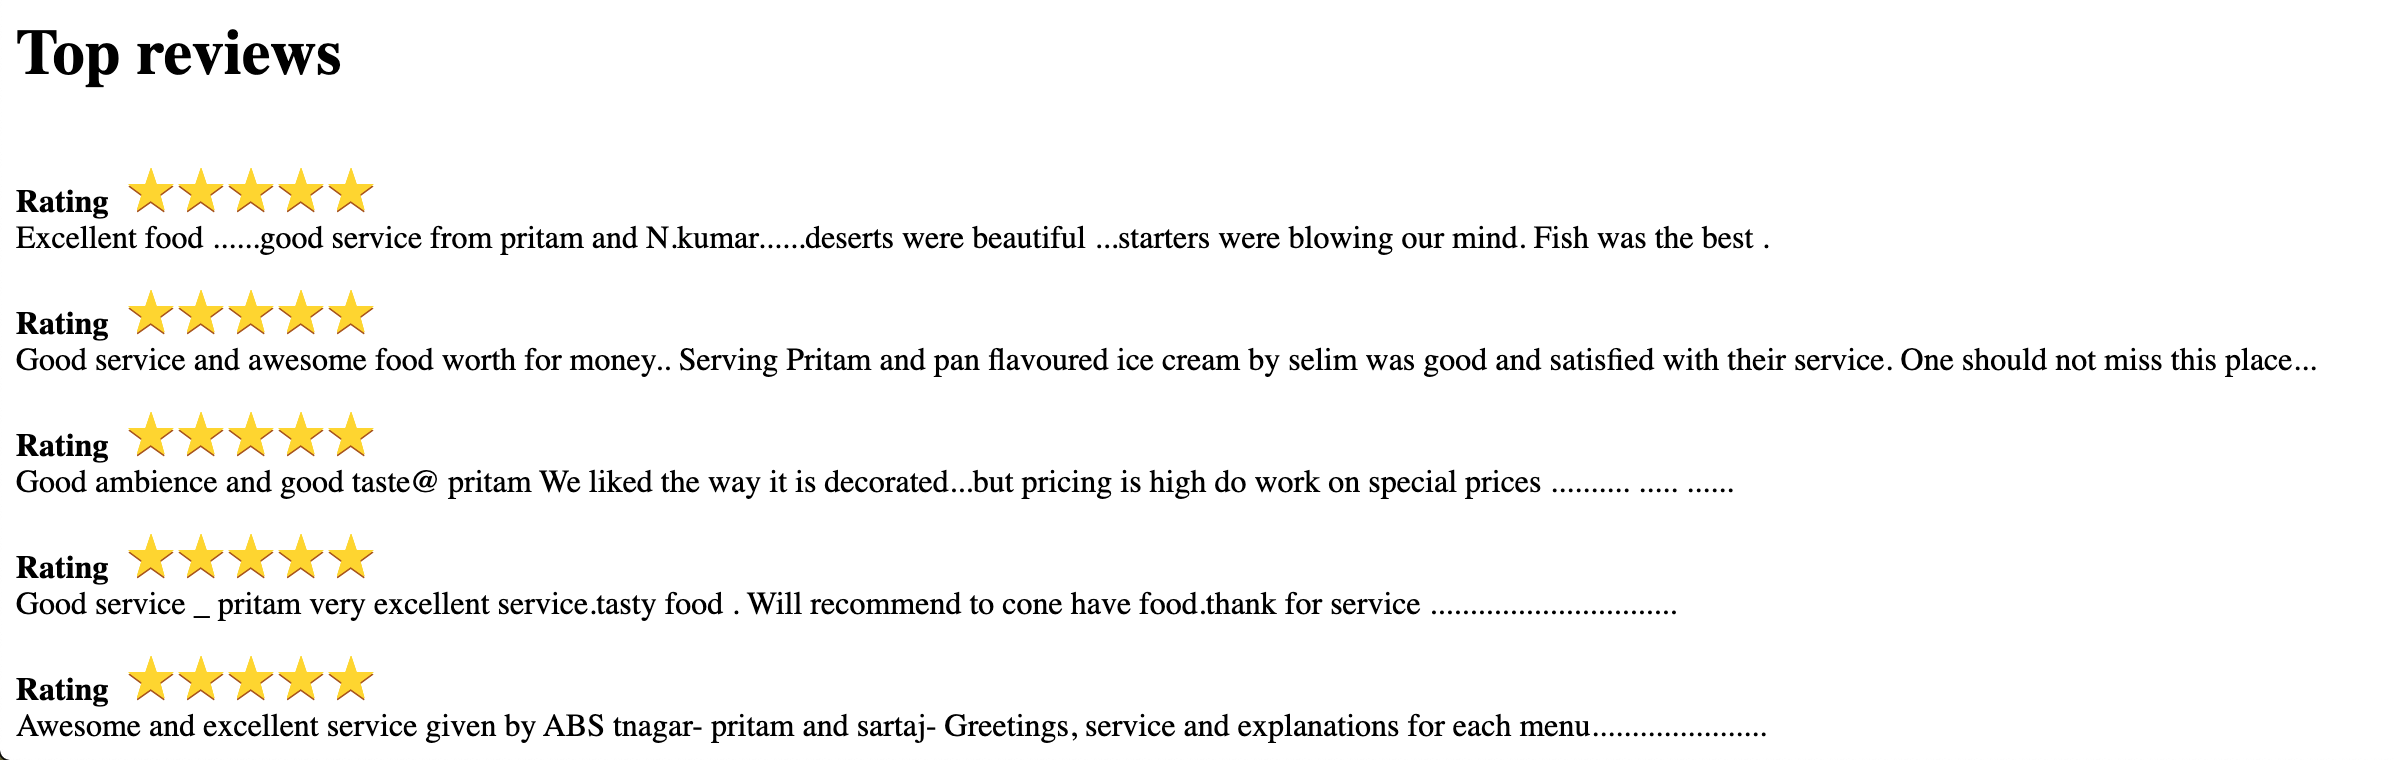 Top reviews
Rating ⭐⭐⭐⭐⭐
Excellent food ......good service from pritam and N.kumar......deserts were beautiful ...starters were blowing our mind. Fish was the best .
Rating ⭐⭐⭐⭐⭐
Good service and awesome food worth for money.. Serving Pritam and pan flavoured ice cream by selim was good and satisfied with their service. One should not miss this place...
Rating ⭐⭐⭐⭐⭐
Good ambience and good taste@ pritam We liked the way it is decorated...but pricing is high do work on special prices .......... ..... ......
Rating ⭐⭐⭐⭐⭐
Good service _ pritam very excellent service.tasty food . Will recommend to cone have food.thank for service ...............................
Rating ⭐⭐⭐⭐⭐
Awesome and excellent service given by ABS tnagar- pritam and sartaj- Greetings, service and explanations for each menu......................